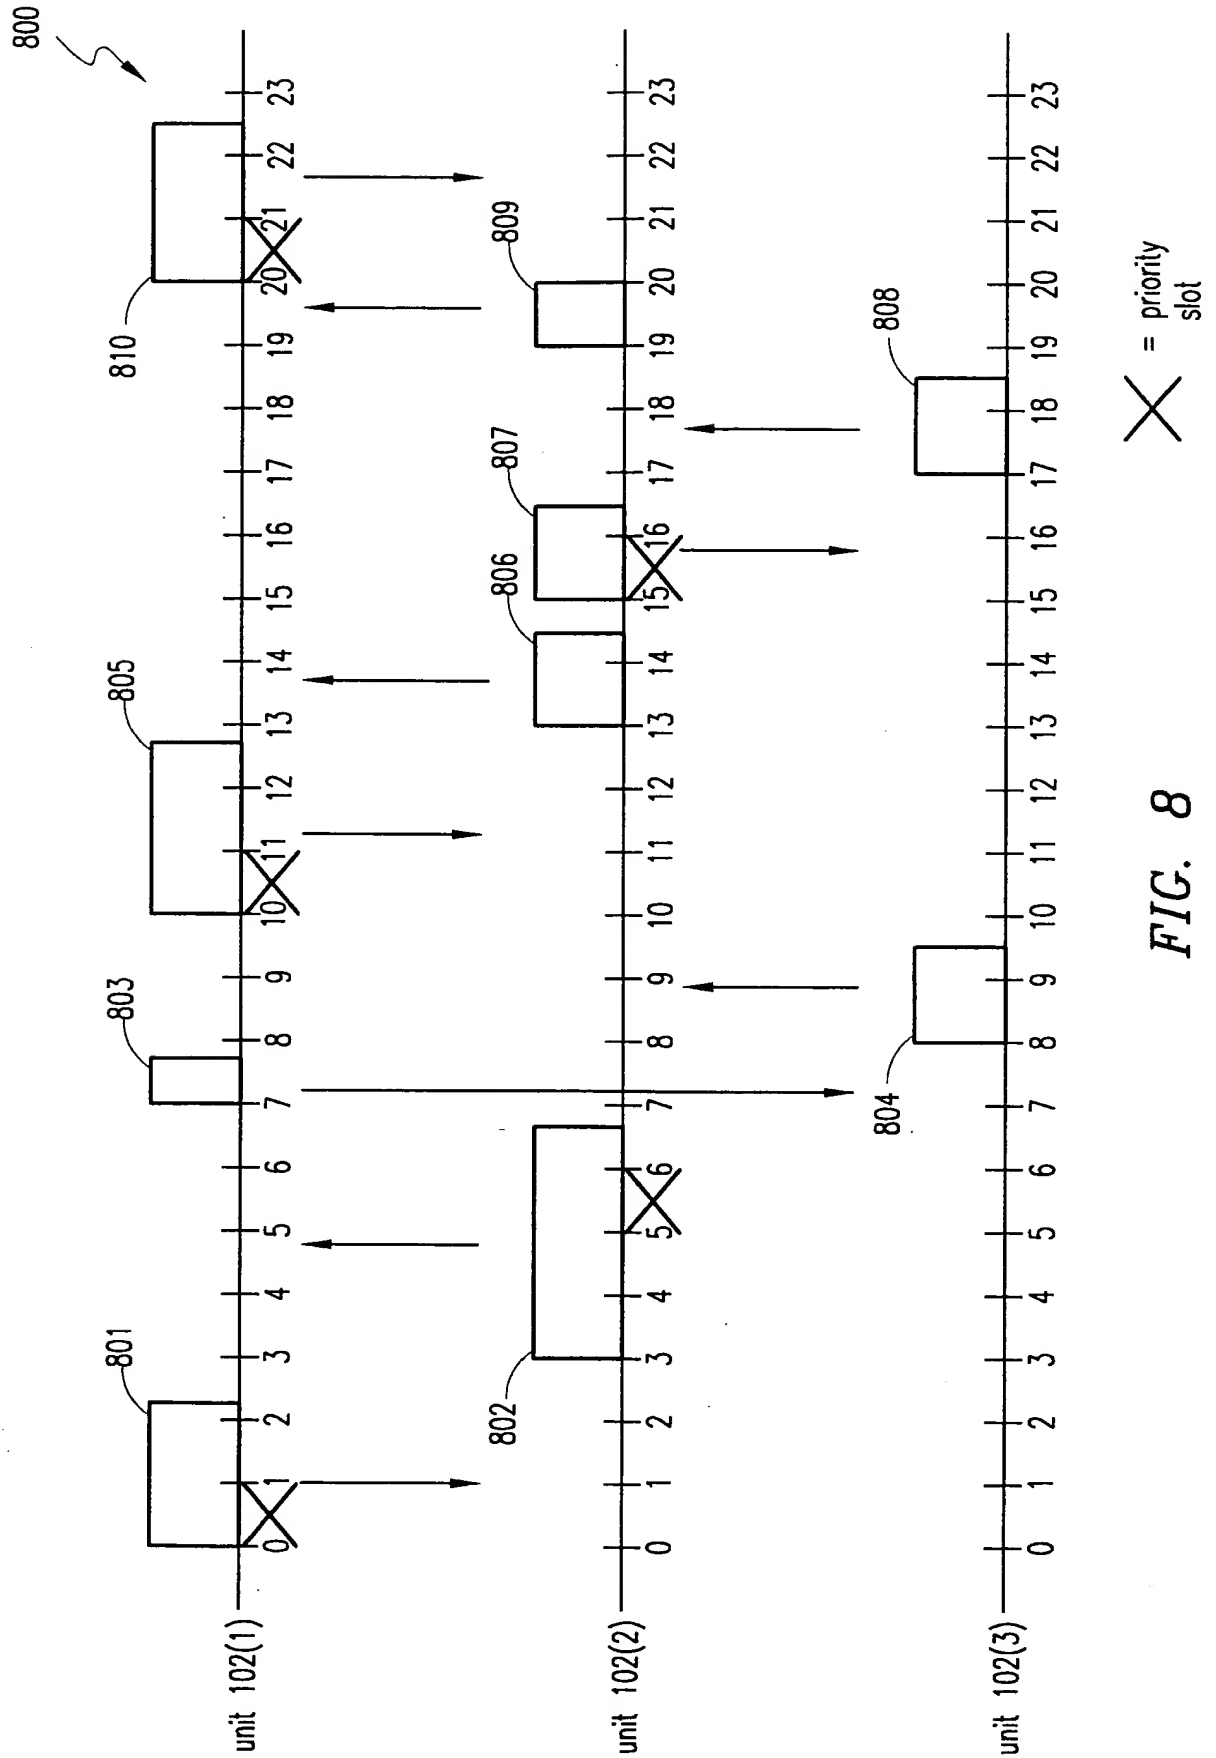 800
801
803
805
810
unit 102(1)
0 1 2 3 4 5 6 7 8 9 10 11 12 13 14 15 16 17 18 19 20 21 22 23
802
806
807
809
unit 102(2)
0 1 2 3 4 5 6 7 8 9 10 11 12 13 14 15 16 17 18 19 20 21 22 23
804
808
unit 102(3)
0 1 2 3 4 5 6 7 8 9 10 11 12 13 14 15 16 17 18 19 20 21 22 23
= priority
slot
FIG. 8